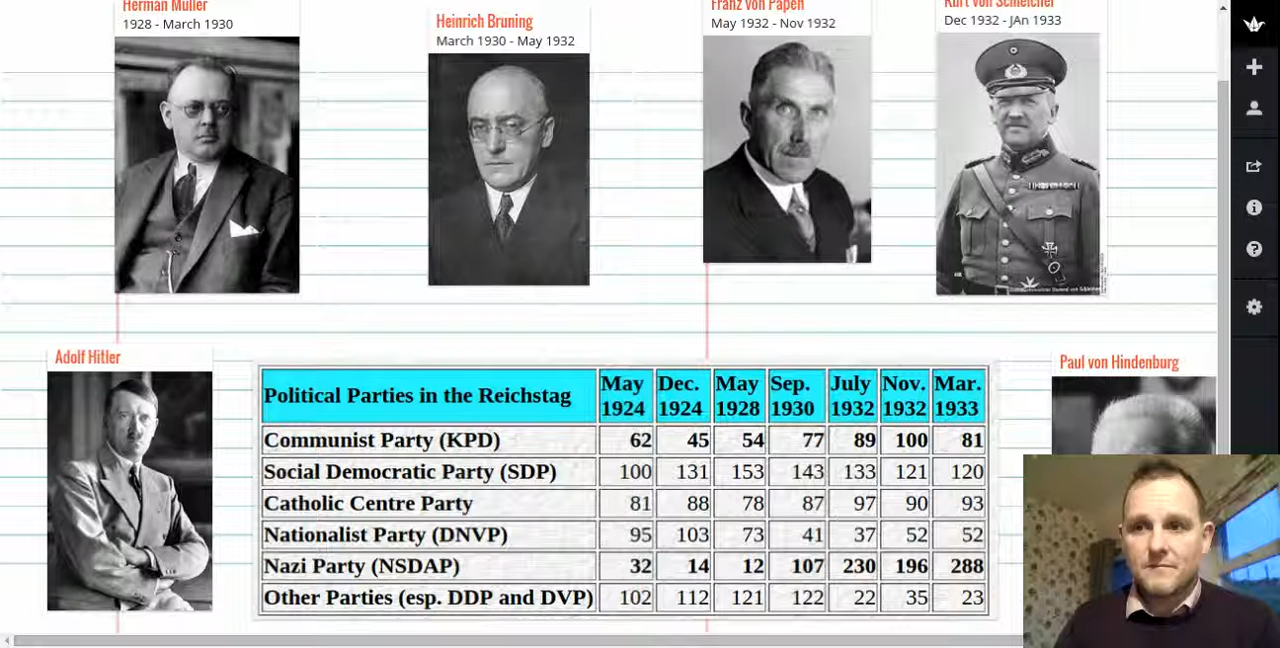 Herman Muller
1928 - March 1930
Heinrich Bruning
March 1930 - May 1932
Franz von Papen
May 1932 - Nov 1932
Kurt von Schleicher
Dec 1932 - JAn 1933
Adolf Hitler
Paul von Hindenburg
Political Parties in the Reichstag May 1924 Dec. 1924 May 1928 Sep. 1930 July 1932 Nov. 1932 Mar. 1933
Communist Party (KPD) 62 45 54 77 89 100 81
Social Democratic Party (SDP) 100 131 153 143 133 121 120
Catholic Centre Party 81 88 78 87 97 90 93
Nationalist Party (DNVP) 95 103 73 41 37 52 52
Nazi Party (NSDAP) 32 14 12 107 230 196 288
Other Parties (esp. DDP and DVP) 102 112 121 122 22 35 23